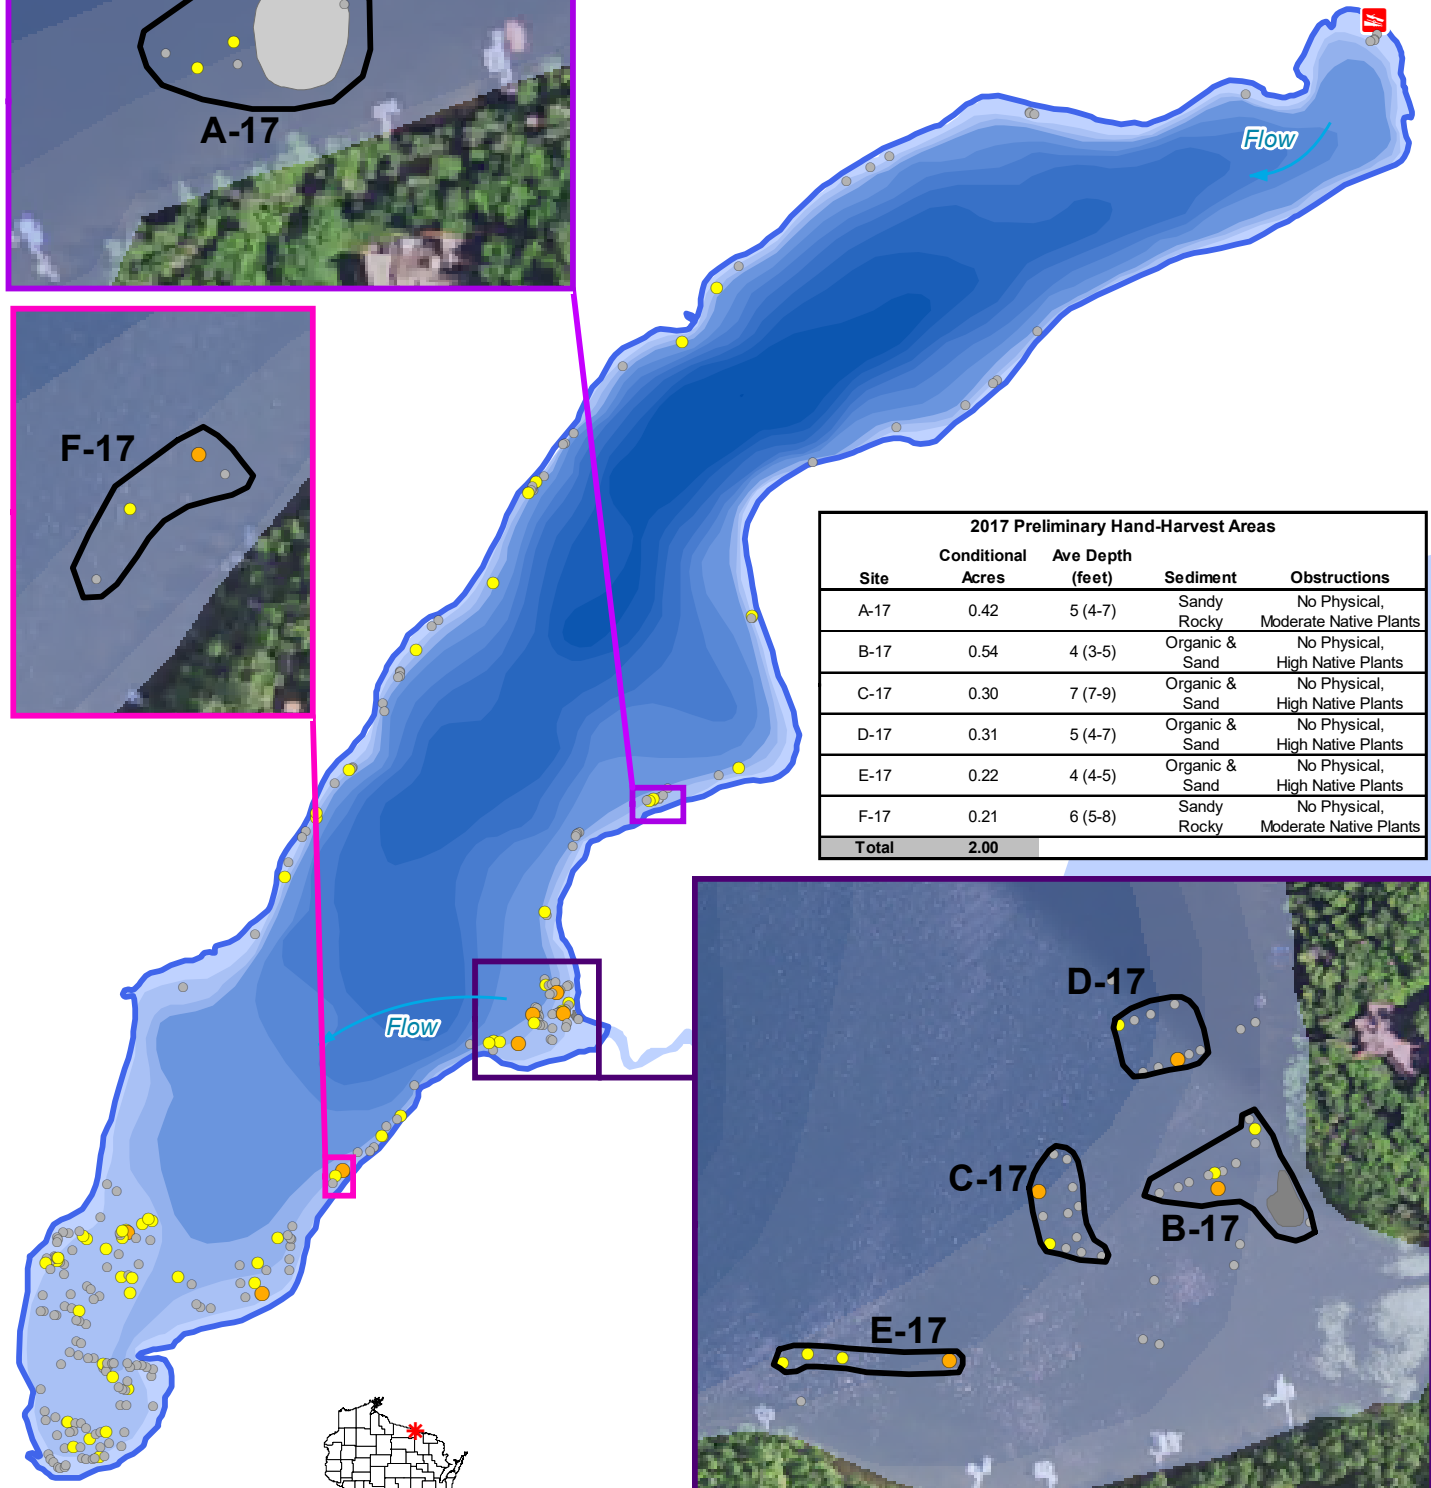 A-17
Flow
F-17
2017 Preliminary Hand-Harvest Areas
Site Conditional Acres Ave Depth (feet) Sediment Obstructions
A-17 0.42 5 (4-7) Sandy Rocky No Physical, Moderate Native Plants
B-17 0.54 4 (3-5) Organic & Sand No Physical, High Native Plants
C-17 0.30 7 (7-9) Organic & Sand No Physical, High Native Plants
D-17 0.31 5 (4-7) Organic & Sand No Physical, High Native Plants
E-17 0.22 4 (4-5) Organic & Sand No Physical, High Native Plants
F-17 0.21 6 (5-8) Sandy Rocky No Physical, Moderate Native Plants
Total 2.00
Flow
D-17
C-17
B-17
E-17